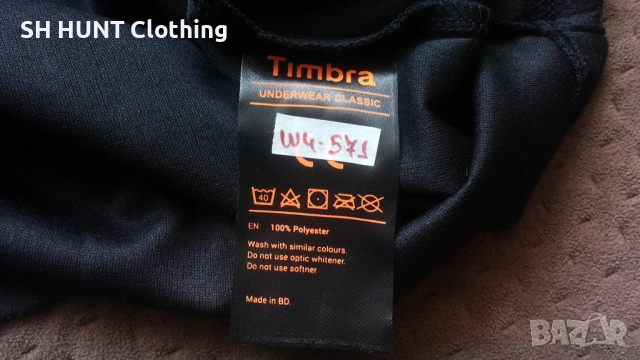 SH HUNT Clothing
Timbra
UNDERWEAR CLASSIC
W4-571
40
EN: 100% Polyester
Wash with similar colours.
Do not use optic whitener.
Do not use softner
Made in BD.
BAZAR